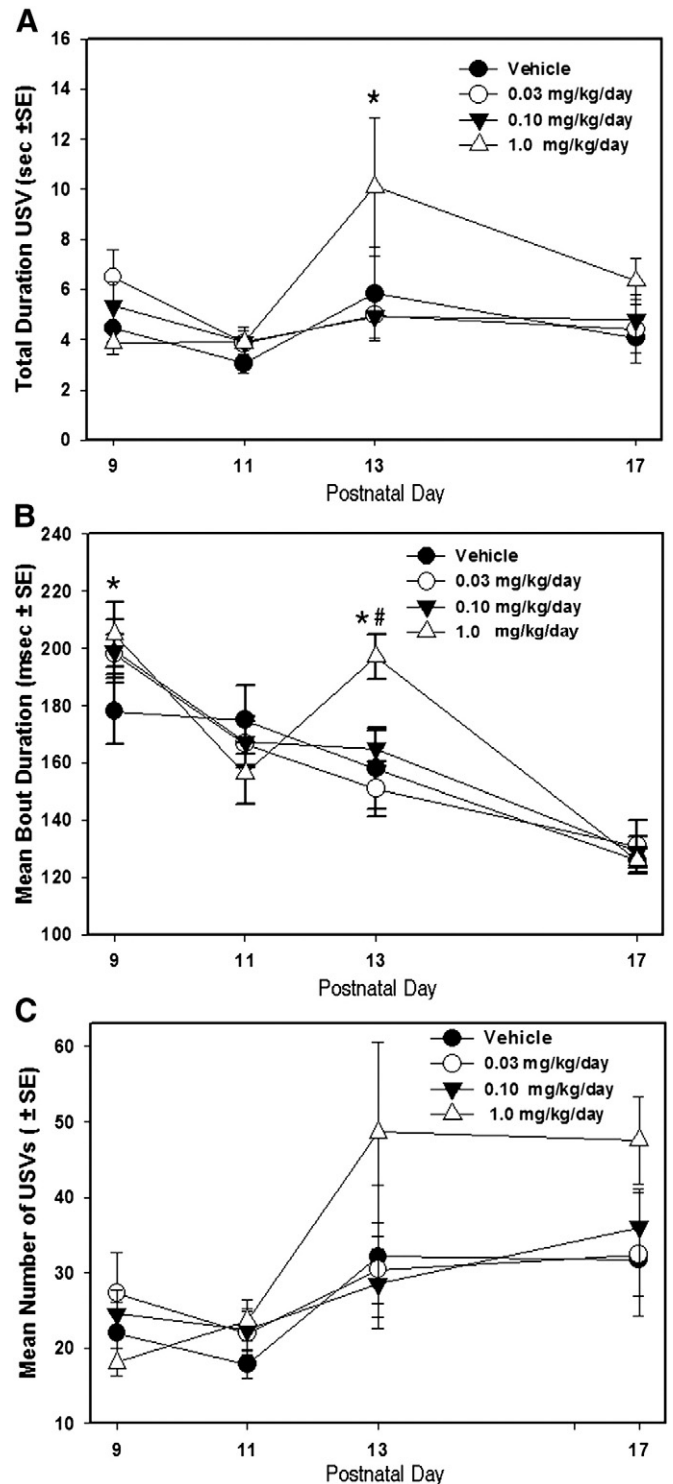 A
Total Duration USV (sec ±SE)
16
14
12
10
8
6
4
2
0
*
Vehicle
0.03 mg/kg/day
0.10 mg/kg/day
1.0 mg/kg/day
9 11 13 17
Postnatal Day
B
Mean Bout Duration (msec ± SE)
240
220
200
180
160
140
120
100
*
* #
Vehicle
0.03 mg/kg/day
0.10 mg/kg/day
1.0 mg/kg/day
9 11 13 17
Postnatal Day
C
Mean Number of USVs ( ±SE)
60
50
40
30
20
10
Vehicle
0.03 mg/kg/day
0.10 mg/kg/day
1.0 mg/kg/day
9 11 13 17
Postnatal Day